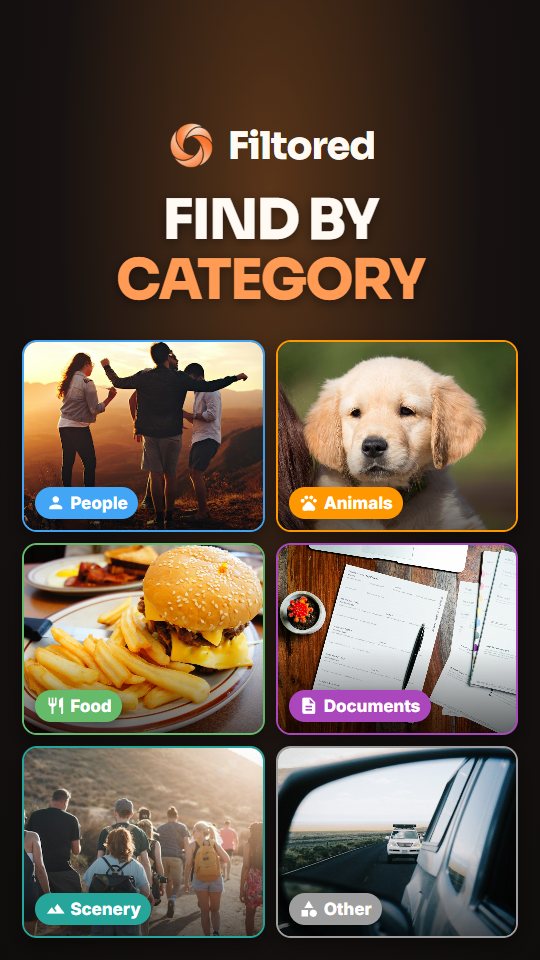 Filtored
FIND BY
CATEGORY
People
Animals
Food
Documents
Scenery
Other